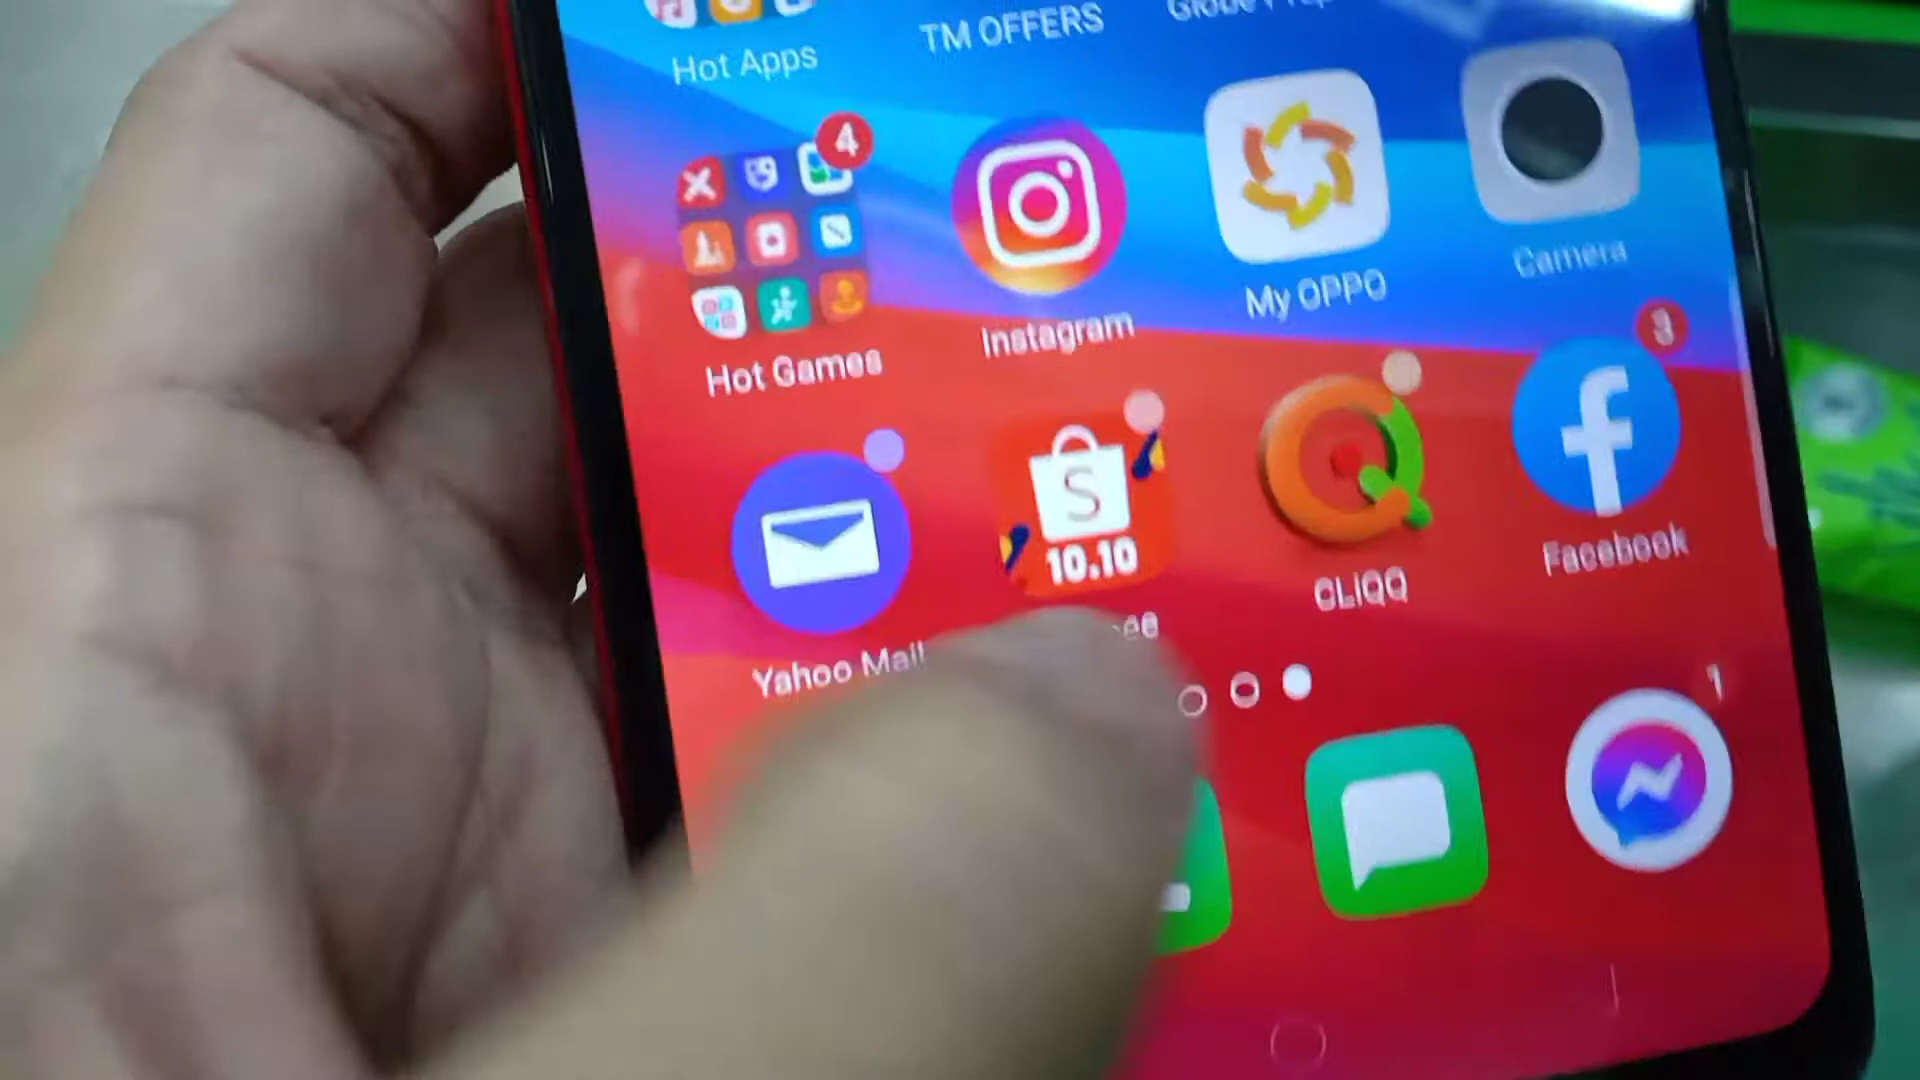 Hot Apps
TM OFFERS
Globe
4
Hot Games
Instagram
My OPPO
Camera
3
Yahoo Mail
S
10.10
CLiQQ
Facebook
1